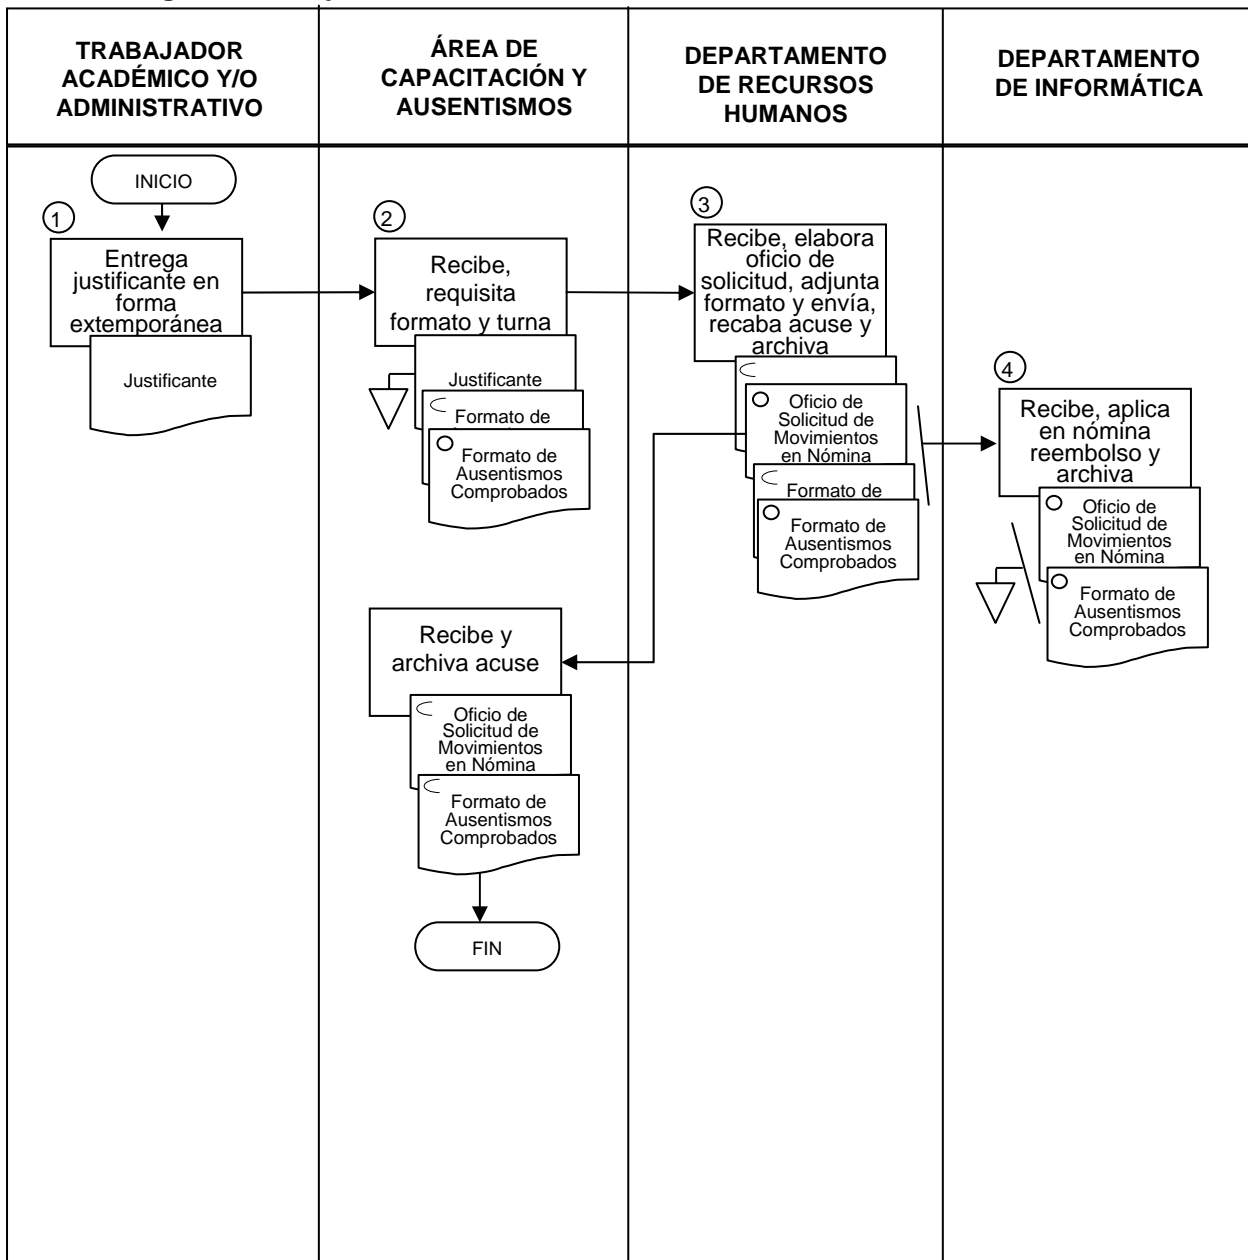 TRABAJADOR
ACADÉMICO Y/O
ADMINISTRATIVO
ÁREA DE
CAPACITACIÓN Y
AUSENTISMOS
DEPARTAMENTO
DE RECURSOS
HUMANOS
DEPARTAMENTO
DE INFORMÁTICA
INICIO
1
Entrega
justificante en
forma
extemporánea
Justificante
2
Recibe,
requisita
formato y turna
Justificante
Formato de
Formato de
Ausentismos
Comprobados
3
Recibe, elabora
oficio de
solicitud, adjunta
formato y envía,
recaba acuse y
archiva
Oficio de
Solicitud de
Movimientos
en Nómina
Formato de
Formato de
Ausentismos
Comprobados
4
Recibe, aplica
en nómina
reembolso y
archiva
Oficio de
Solicitud de
Movimientos
en Nómina
Formato de
Ausentismos
Comprobados
Recibe y
archiva acuse
Oficio de
Solicitud de
Movimientos
en Nómina
Formato de
Ausentismos
Comprobados
FIN